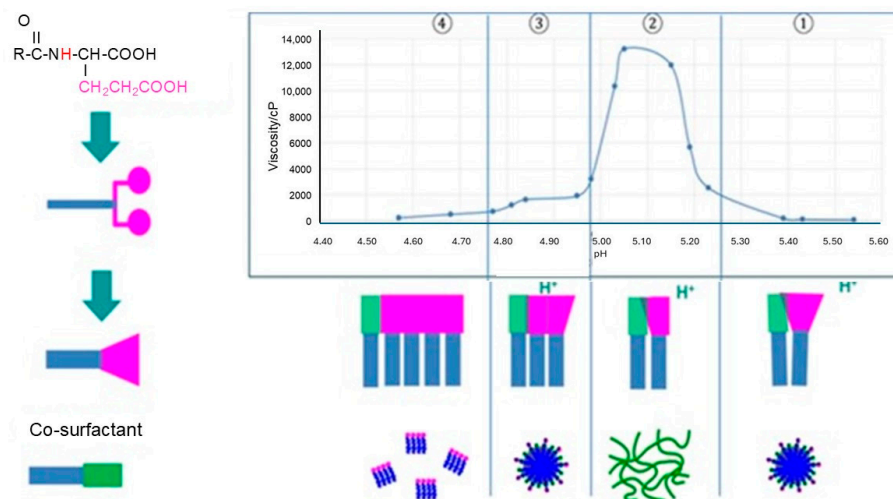 O
||
R-C-NH-CH-COOH
CH₂CH₂COOH
Co-surfactant
④ ③ ② ①
Viscosity/cP
14,000
12,000
10,000
8000
6000
4000
2000
0
4.40 4.50 4.60 4.70 4.80 4.90 5.00 5.10 5.20 5.30 5.40 5.50 5.60
pH
H⁺ H⁺ H⁺